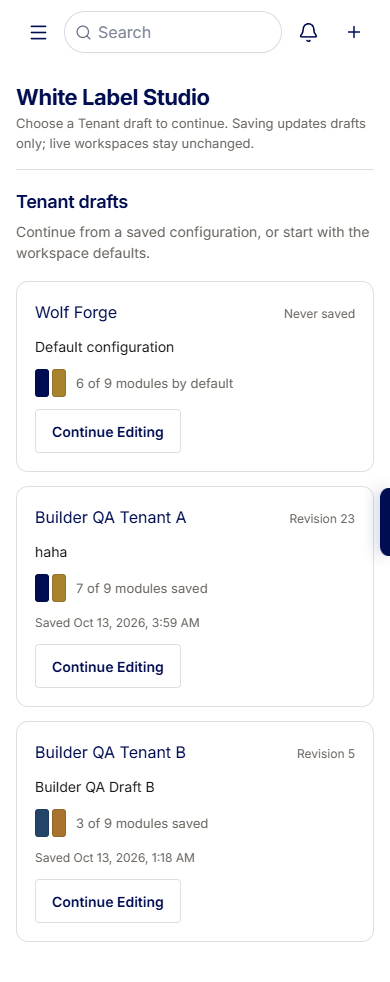 Search
White Label Studio
Choose a Tenant draft to continue. Saving updates drafts
only; live workspaces stay unchanged.
Tenant drafts
Continue from a saved configuration, or start with the
workspace defaults.
Wolf Forge
Never saved
Default configuration
6 of 9 modules by default
Continue Editing
Builder QA Tenant A
Revision 23
haha
7 of 9 modules saved
Saved Oct 13, 2026, 3:59 AM
Continue Editing
Builder QA Tenant B
Revision 5
Builder QA Draft B
3 of 9 modules saved
Saved Oct 13, 2026, 1:18 AM
Continue Editing